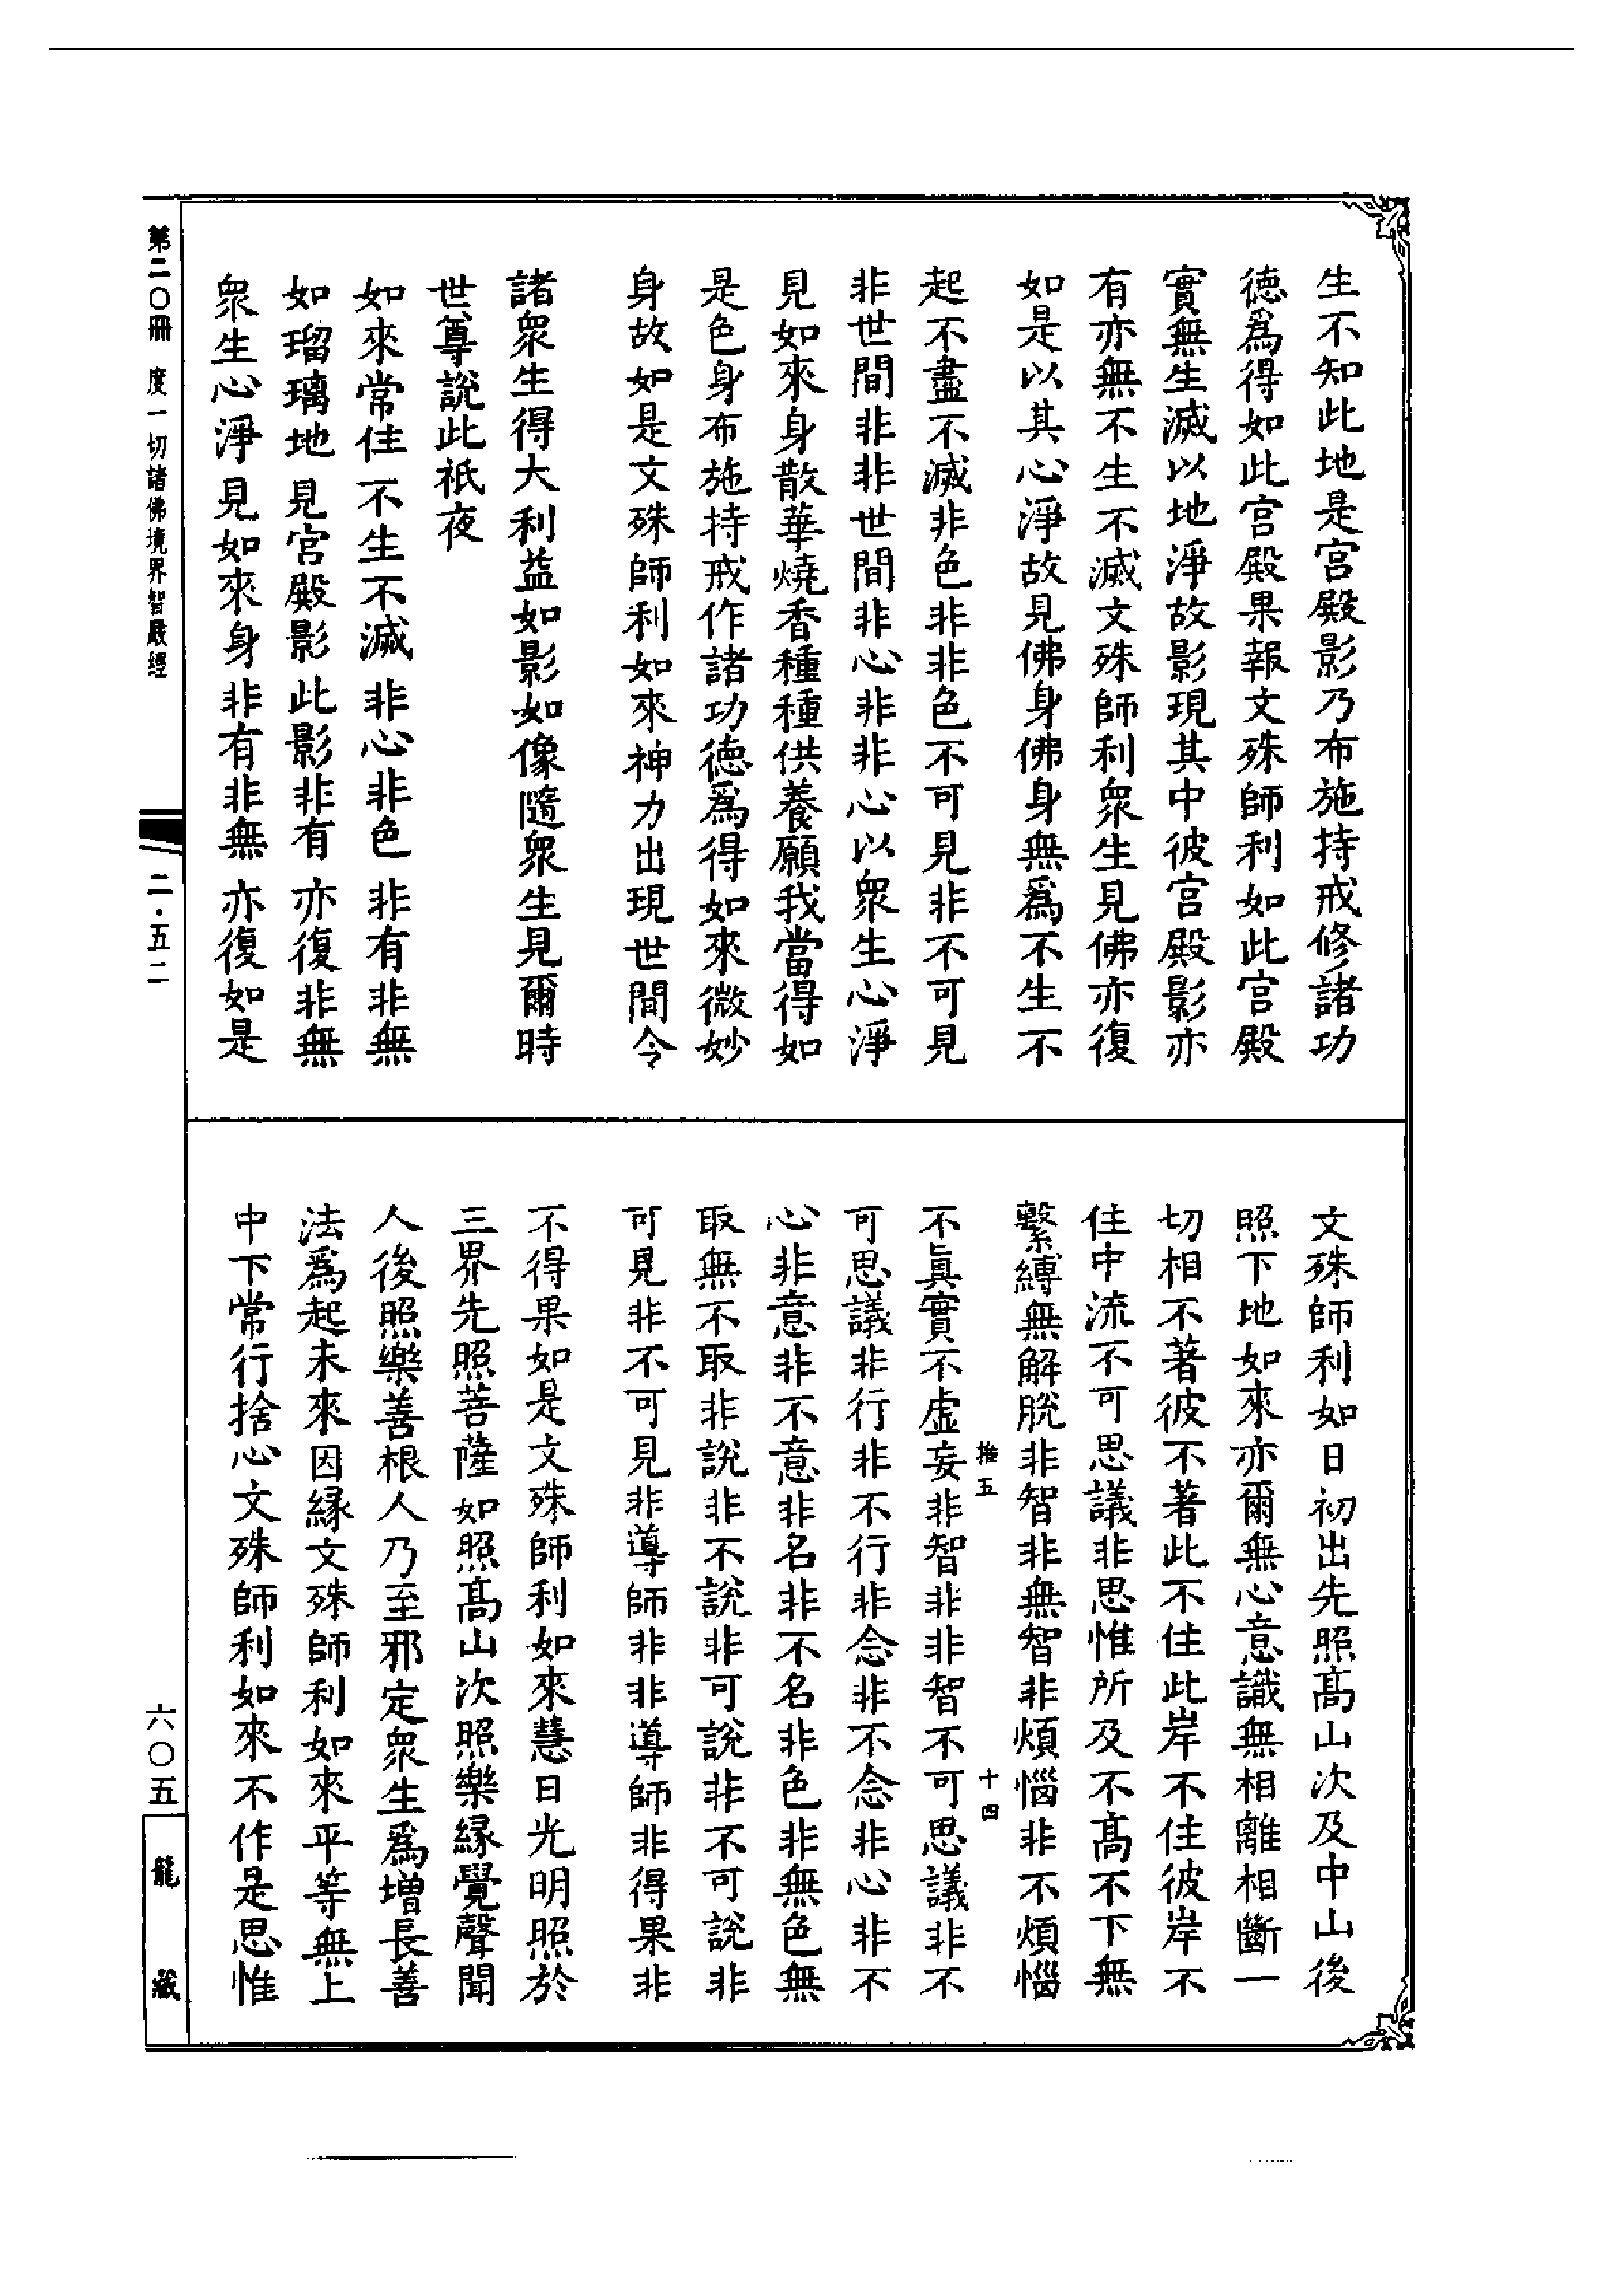 生不知此地是宫殿影乃布施持戒修諸功
德爲得如此宫殿果報文殊師利如此宫殿
實無生滅以地淨故影現其中彼宫殿影亦
有亦無不生不滅文殊師利衆生見佛亦復
如是以其心淨故見佛身佛身無爲不生不
起不盡不滅非色非非色不可見非不可見
非世間非非世間非心非非心以衆生心淨
見如來身散華燒香種種供養願我當得如
是色身布施持戒作諸功德爲得如來微妙
身故如是文殊師利如來神力出現世間令
諸衆生得大利益如影如像隨衆生見爾時
世尊說此祇夜
如來常住不生不滅非心非色非有非無
如瑠璃地見宫殿影此影非有亦復非無
衆生心淨見如來身非有非無亦復如是
文殊師利如日初出先照髙山次及中山後
照下地如來亦爾無心意識無相離相斷一
切相不著彼不著此不住此岸不住彼岸不
住中流不可思議非思惟所及不髙不下無
繫縛無解脫非智非無智非煩惱非不煩惱
不眞實不虚妄非智非非智不可思議非不
可思議非行非不行非念非不念非心非不
心非意非不意非名非不名非色非無色無
取無不取非說非不說非可說非不可說非
可見非不可見非導師非非導師非得果非
不得果如是文殊師利如來慧日光明照於
三界先照菩薩如照髙山次照樂緣覺聲聞
人後照樂善根人乃至邪定衆生爲增長善
法爲起未來因緣文殊師利如來平等無上
中下常行捨心文殊師利如來不作是思惟
五
十四
第二〇冊 度一切諸佛境界智嚴經
二·五二
六〇五
龍藏